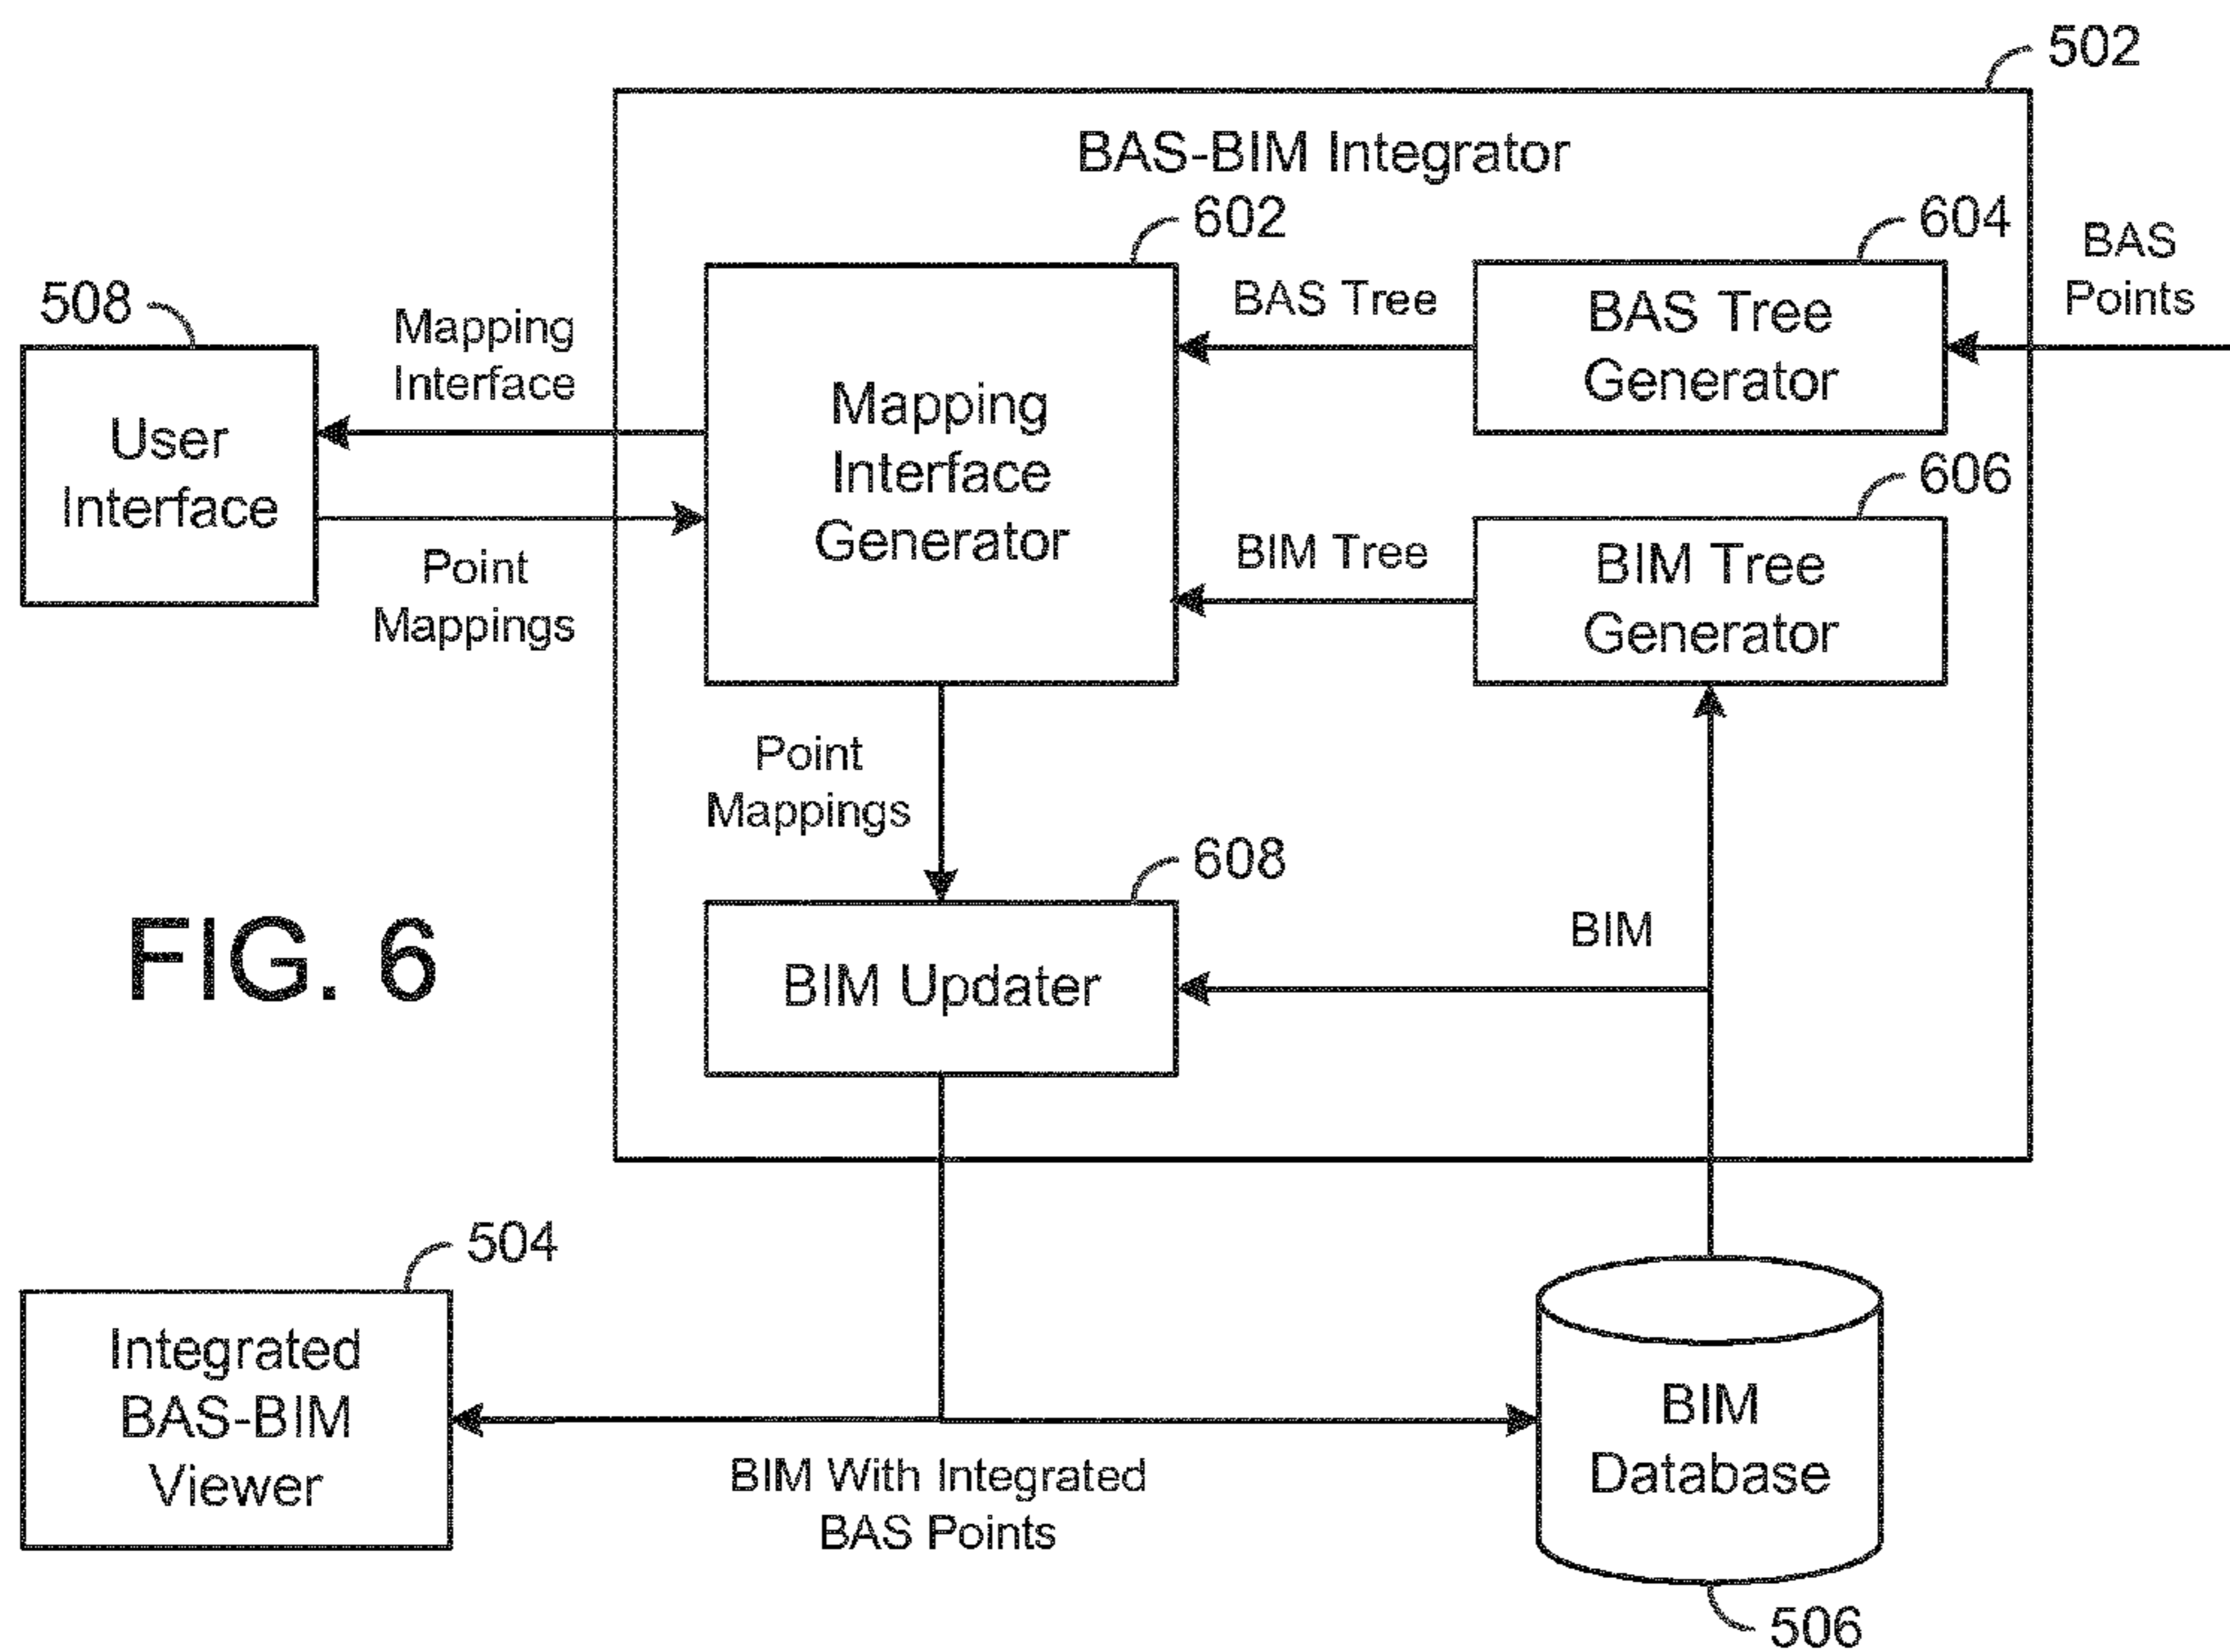 502
BAS-BIM Integrator
602
604
BAS
Points
508
Mapping
Interface
BAS Tree
BAS Tree
Generator
User
Interface
Mapping
Interface
Generator
606
Point
Mappings
BIM Tree
BIM Tree
Generator
Point
Mappings
608
BIM
FIG. 6
BIM Updater
504
Integrated
BAS-BIM
Viewer
BIM With Integrated
BAS Points
BIM
Database
506